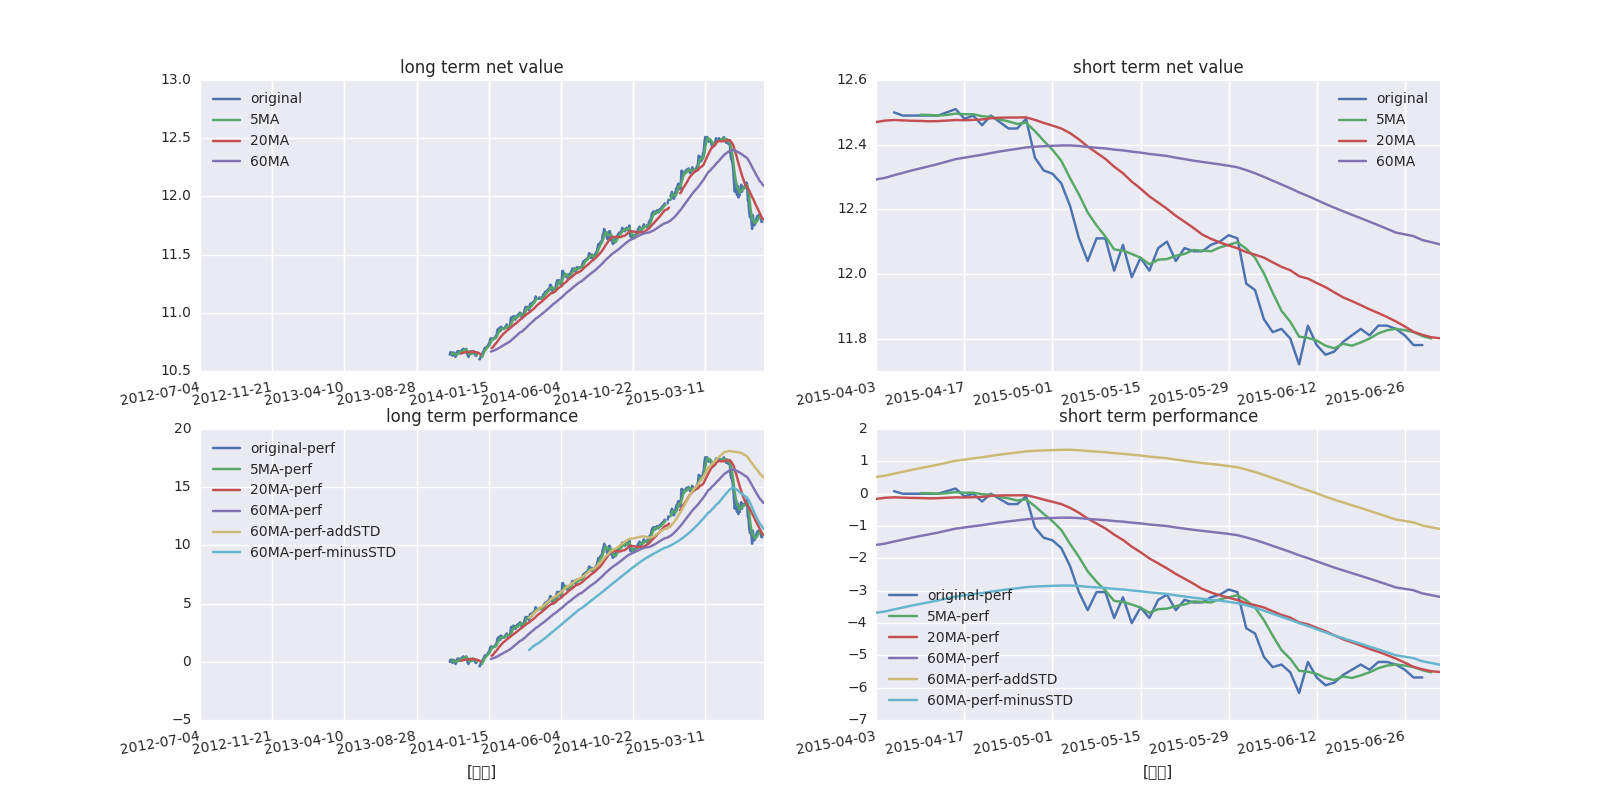 long term net value
13.0
12.5
12.0
11.5
11.0
10.5
original
5MA
20MA
60MA
2012-07-04 2012-11-21 2013-04-10 2013-08-28 2014-01-15 2014-06-04 2014-10-22 2015-03-11
short term net value
12.6
12.4
12.2
12.0
11.8
original
5MA
20MA
60MA
2015-04-03 2015-04-17 2015-05-01 2015-05-15 2015-05-29 2015-06-12 2015-06-26
long term performance
20
15
10
5
0
−5
original-perf
5MA-perf
20MA-perf
60MA-perf
60MA-perf-addSTD
60MA-perf-minusSTD
2012-07-04 2012-11-21 2013-04-10 2013-08-28 2014-01-15 2014-06-04 2014-10-22 2015-03-11
short term performance
2
1
0
−1
−2
−3
−4
−5
−6
−7
original-perf
5MA-perf
20MA-perf
60MA-perf
60MA-perf-addSTD
60MA-perf-minusSTD
2015-04-03 2015-04-17 2015-05-01 2015-05-15 2015-05-29 2015-06-12 2015-06-26